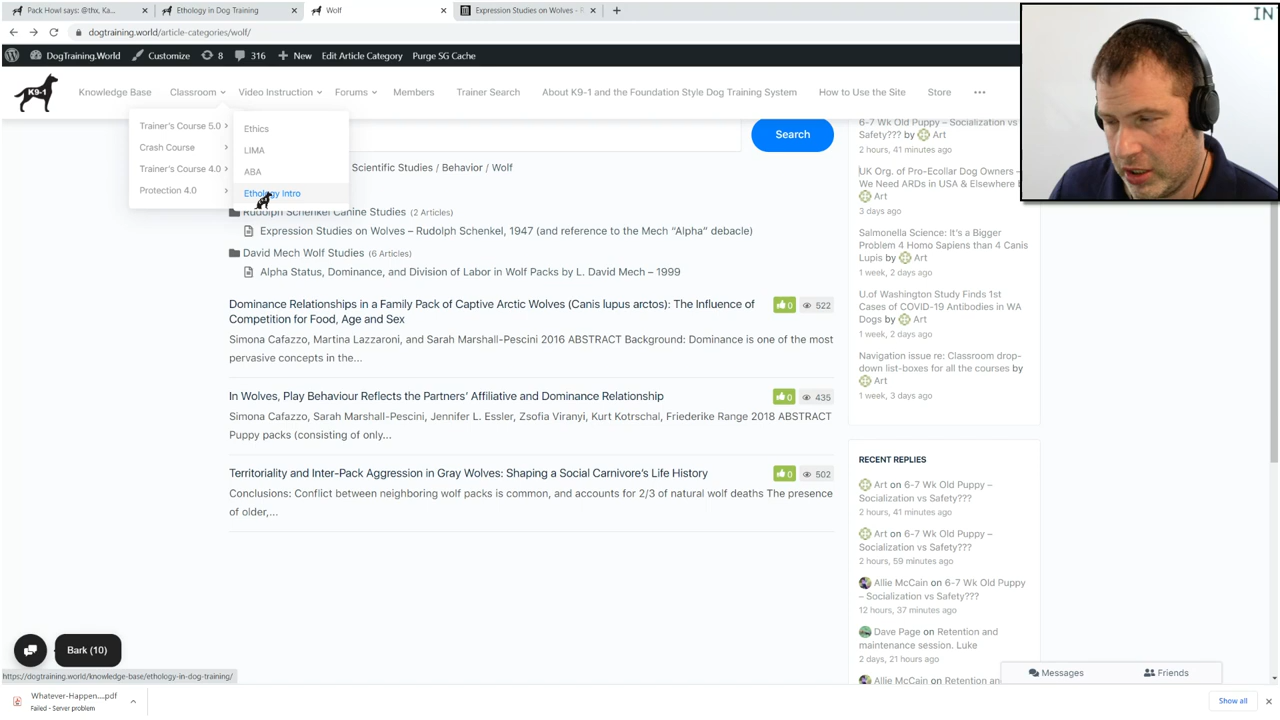 Pack Howl says: @thx, Ka...
Ethology in Dog Training
Wolf
Expression Studies on Wolves - R
dogtraining.world/article-categories/wolf/
IN
DogTraining.World
Customize
8
316
New
Edit Article Category
Purge SG Cache
K9-1
Knowledge Base
Classroom
Video Instruction
Forums
Members
Trainer Search
About K9-1 and the Foundation Style Dog Training System
How to Use the Site
Store
Trainer's Course 5.0
Crash Course
Trainer's Course 4.0
Protection 4.0
Ethics
LIMA
ABA
Ethology Intro
Search
Scientific Studies / Behavior / Wolf
Rudolph Schenkel Canine Studies (2 Articles)
Expression Studies on Wolves – Rudolph Schenkel, 1947 (and reference to the Mech “Alpha” debacle)
David Mech Wolf Studies (6 Articles)
Alpha Status, Dominance, and Division of Labor in Wolf Packs by L. David Mech – 1999
Dominance Relationships in a Family Pack of Captive Arctic Wolves (Canis lupus arctos): The Influence of
Competition for Food, Age and Sex
0
522
Simona Cafazzo, Martina Lazzaroni, and Sarah Marshall-Pescini 2016 ABSTRACT Background: Dominance is one of the most
pervasive concepts in the...
In Wolves, Play Behaviour Reflects the Partners’ Affiliative and Dominance Relationship
0
435
Simona Cafazzo, Sarah Marshall-Pescini, Jennifer L. Essler, Zsofia Viranyi, Kurt Kotrschal, Friederike Range 2018 ABSTRACT
Puppy packs (consisting of only...
Territoriality and Inter-Pack Aggression in Gray Wolves: Shaping a Social Carnivore’s Life History
0
502
Conclusions: Conflict between neighboring wolf packs is common, and accounts for 2/3 of natural wolf deaths The presence
of older,...
6-7 Wk Old Puppy – Socialization vs
Safety??? by Art
2 hours, 41 minutes ago
UK Org. of Pro-Ecollar Dog Owners –
We Need ARDs in USA & Elsewhere by
Art
3 days ago
Salmonella Science: It's a Bigger
Problem 4 Homo Sapiens than 4 Canis
Lupis by Art
1 week, 2 days ago
U.of Washington Study Finds 1st
Cases of COVID-19 Antibodies in WA
Dogs by Art
1 week, 2 days ago
Navigation issue re: Classroom drop-
down list-boxes for all the courses by
Art
1 week, 3 days ago
RECENT REPLIES
Art on 6-7 Wk Old Puppy –
Socialization vs Safety???
2 hours, 41 minutes ago
Art on 6-7 Wk Old Puppy –
Socialization vs Safety???
2 hours, 59 minutes ago
Allie McCain on 6-7 Wk Old Puppy
– Socialization vs Safety???
12 hours, 37 minutes ago
Dave Page on Retention and
maintenance session. Luke
2 days, 21 hours ago
Allie McCain on Retention and
Bark (10)
Messages
Friends
https://dogtraining.world/knowledge-base/ethology-in-dog-training/
Whatever-Happen....pdf
Failed - Server problem
Show all